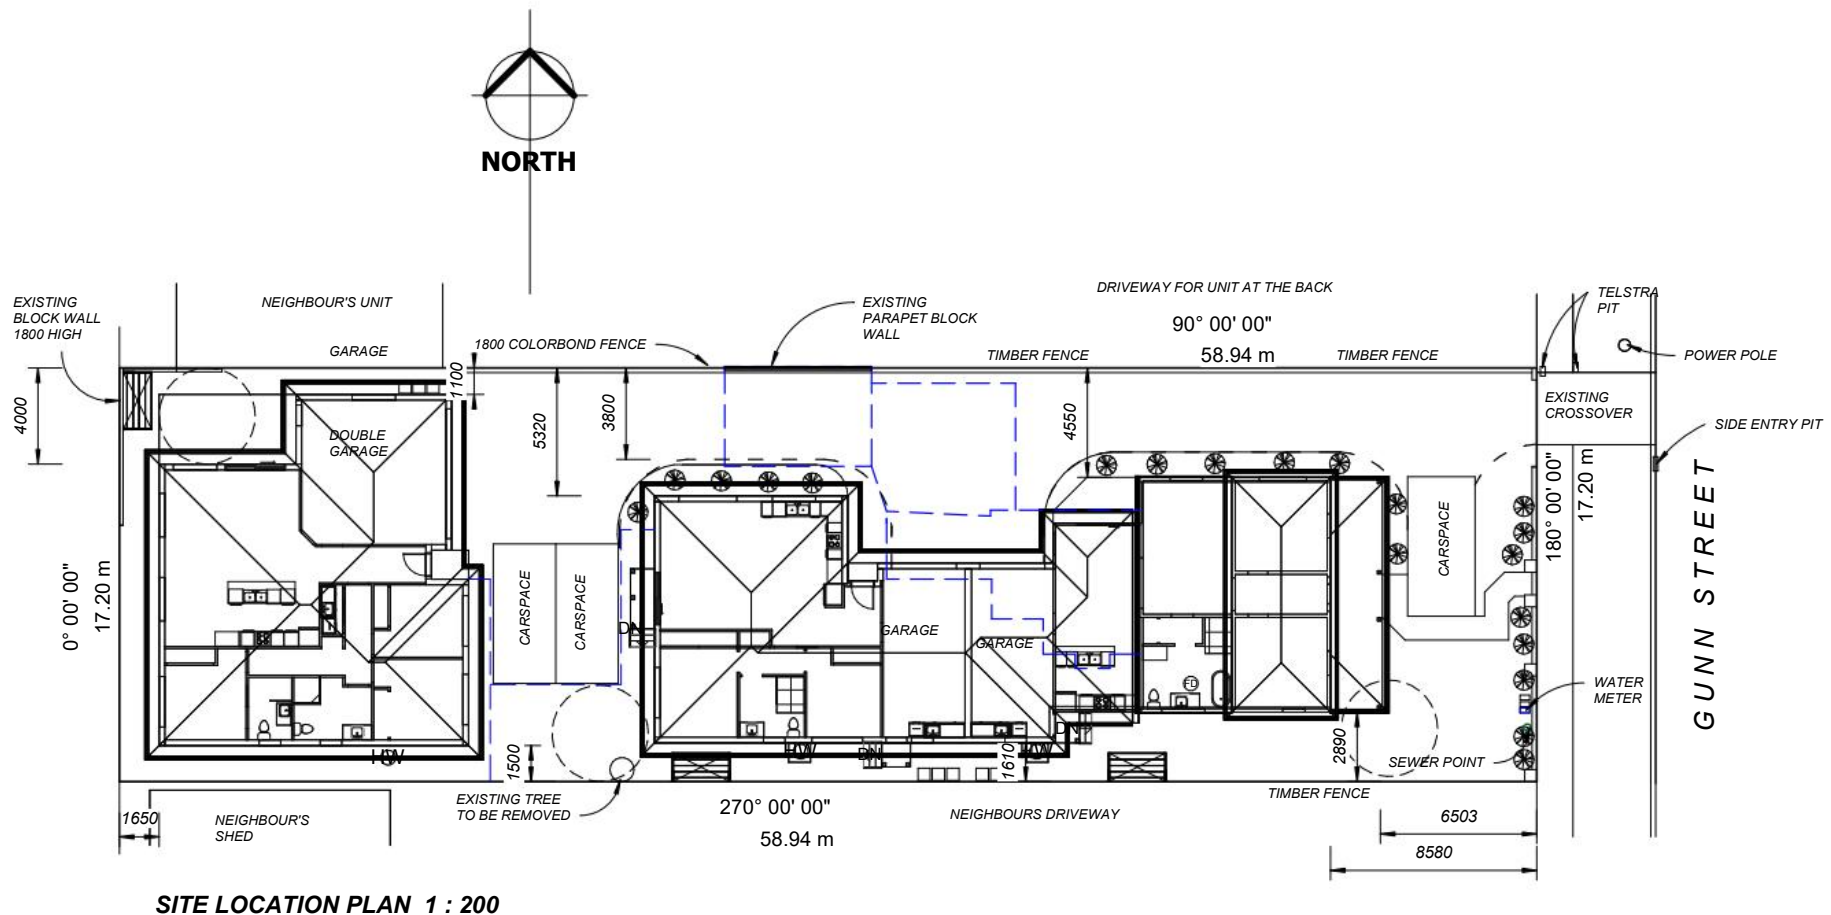 NORTH
EXISTING
BLOCK WALL
1800 HIGH
NEIGHBOUR'S UNIT
GARAGE
1800 COLORBOND FENCE
EXISTING
PARAPET BLOCK
WALL
DRIVEWAY FOR UNIT AT THE BACK
90° 00' 00"
58.94 m
TIMBER FENCE
TIMBER FENCE
TELSTRA
PIT
POWER POLE
EXISTING
CROSSOVER
SIDE ENTRY PIT
4000
1100
5320
3800
4550
DOUBLE
GARAGE
0° 00' 00"
17.20 m
CARSPACE
CARSPACE
DN
GARAGE
GARAGE
FD
CARSPACE
180° 00' 00"
17.20 m
GUNN STREET
WATER
METER
SEWER POINT
HW
1500
HW
DN
1610
HW
DN
2890
EXISTING TREE
TO BE REMOVED
270° 00' 00"
58.94 m
NEIGHBOURS DRIVEWAY
TIMBER FENCE
1650
NEIGHBOUR'S
SHED
6503
8580
SITE LOCATION PLAN 1 : 200